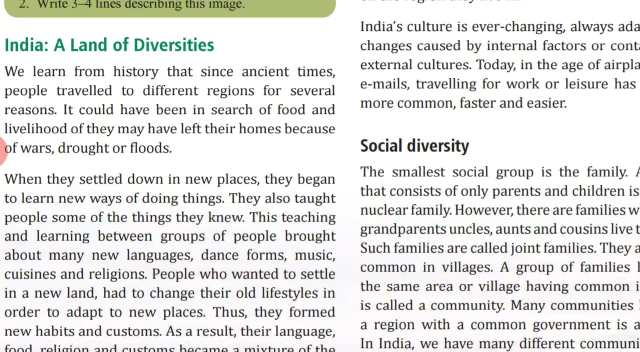 2. Write 3–4 lines describing this image.
India: A Land of Diversities
We learn from history that since ancient times,
people travelled to different regions for several
reasons. It could have been in search of food and
livelihood of they may have left their homes because
of wars, drought or floods.
When they settled down in new places, they began
to learn new ways of doing things. They also taught
people some of the things they knew. This teaching
and learning between groups of people brought
about many new languages, dance forms, music,
cuisines and religions. People who wanted to settle
in a new land, had to change their old lifestyles in
order to adapt to new places. Thus, they formed
new habits and customs. As a result, their language,
food, religion and customs became a mixture of the
India's culture is ever-changing, always
changes caused by internal factors or
external cultures. Today, in the age of
e-mails, travelling for work or leisure has
more common, faster and easier.
Social diversity
The smallest social group is the family.
that consists of only parents and children is
nuclear family. However, there are families
grandparents uncles, aunts and cousins live
Such families are called joint families. They
common in villages. A group of families
the same area or village having common
is called a community. Many communities
a region with a common government is
In India, we have many different